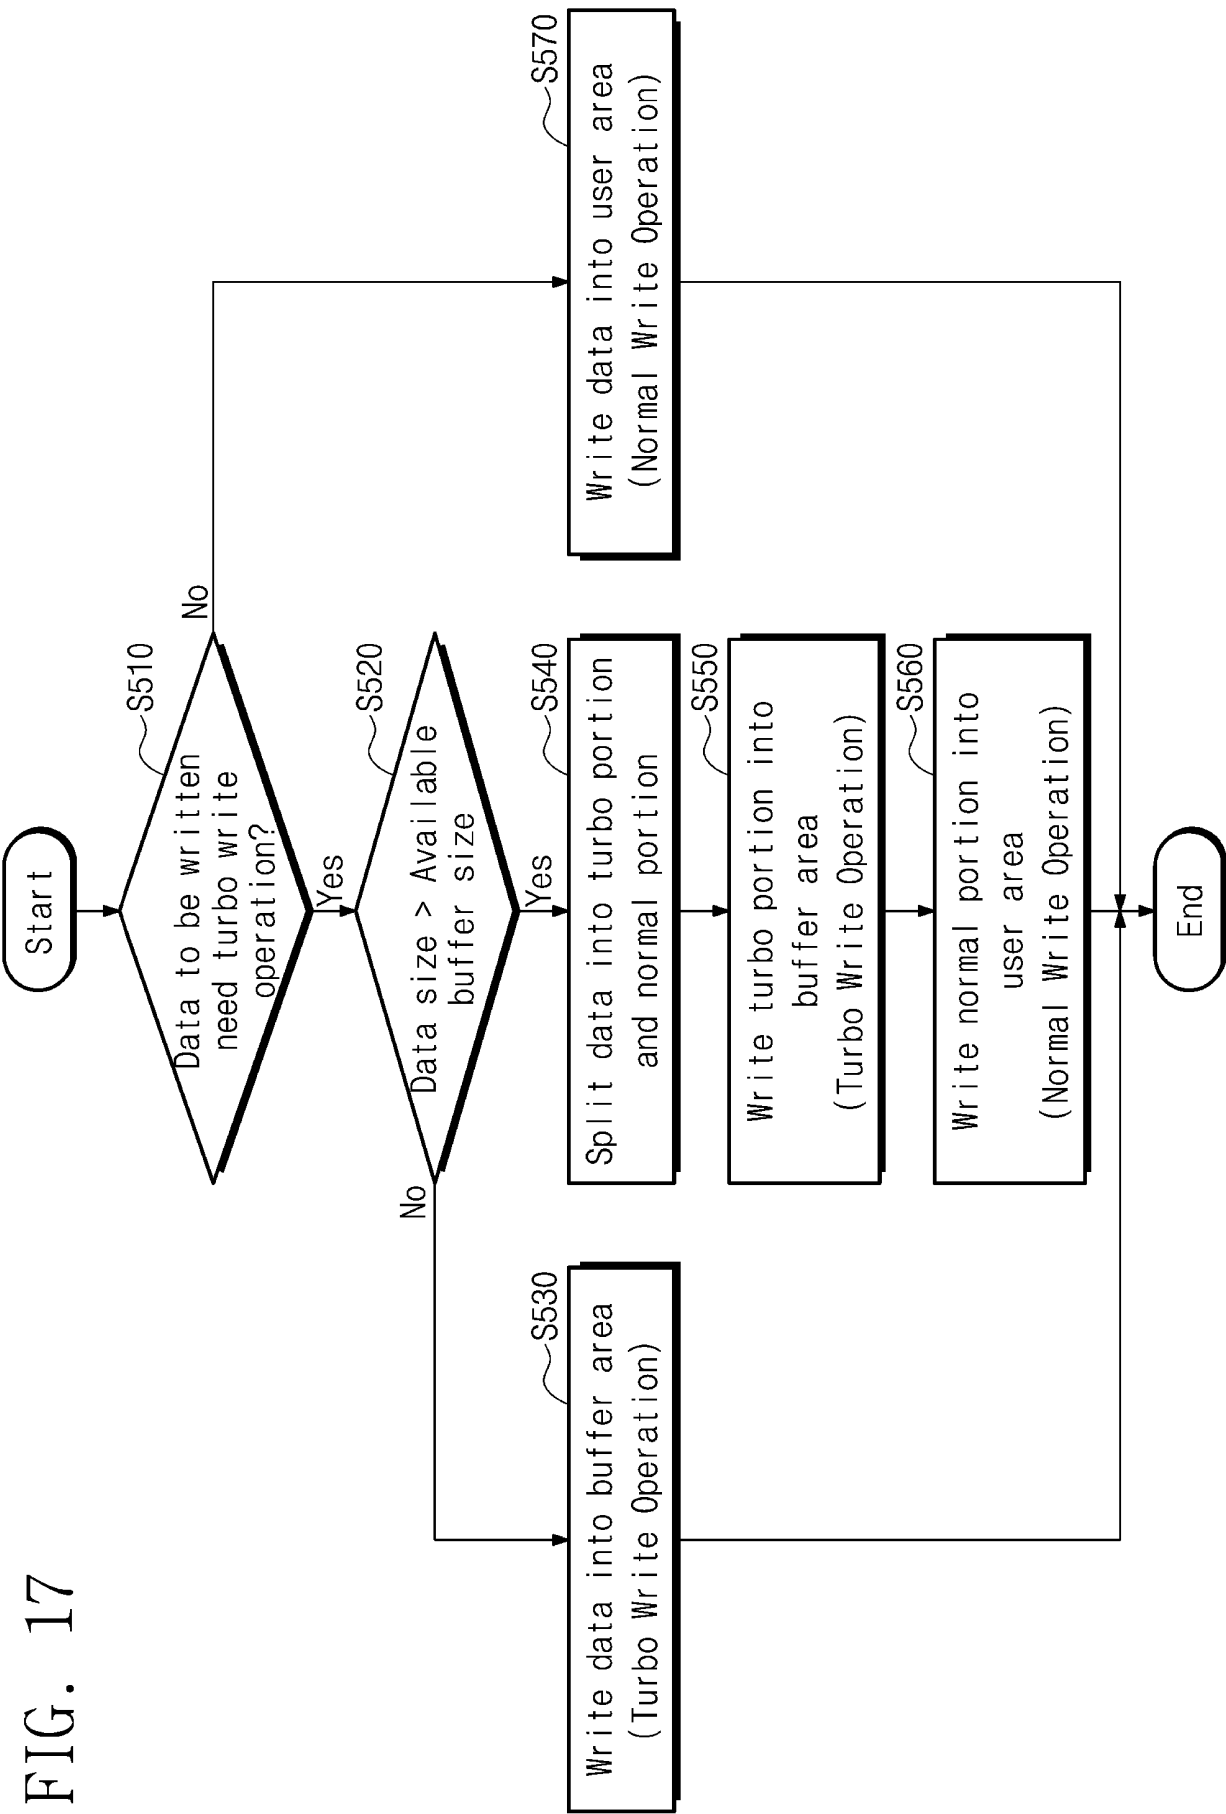 FIG. 17
Start
S510
Data to be written
need turbo write
operation?
No
Yes
S520
Data size > Available
buffer size
No
Yes
S530
Write data into buffer area
(Turbo Write Operation)
S540
Split data into turbo portion
and normal portion
S550
Write turbo portion into
buffer area
(Turbo Write Operation)
S560
Write normal portion into
user area
(Normal Write Operation)
S570
Write data into user area
(Normal Write Operation)
End